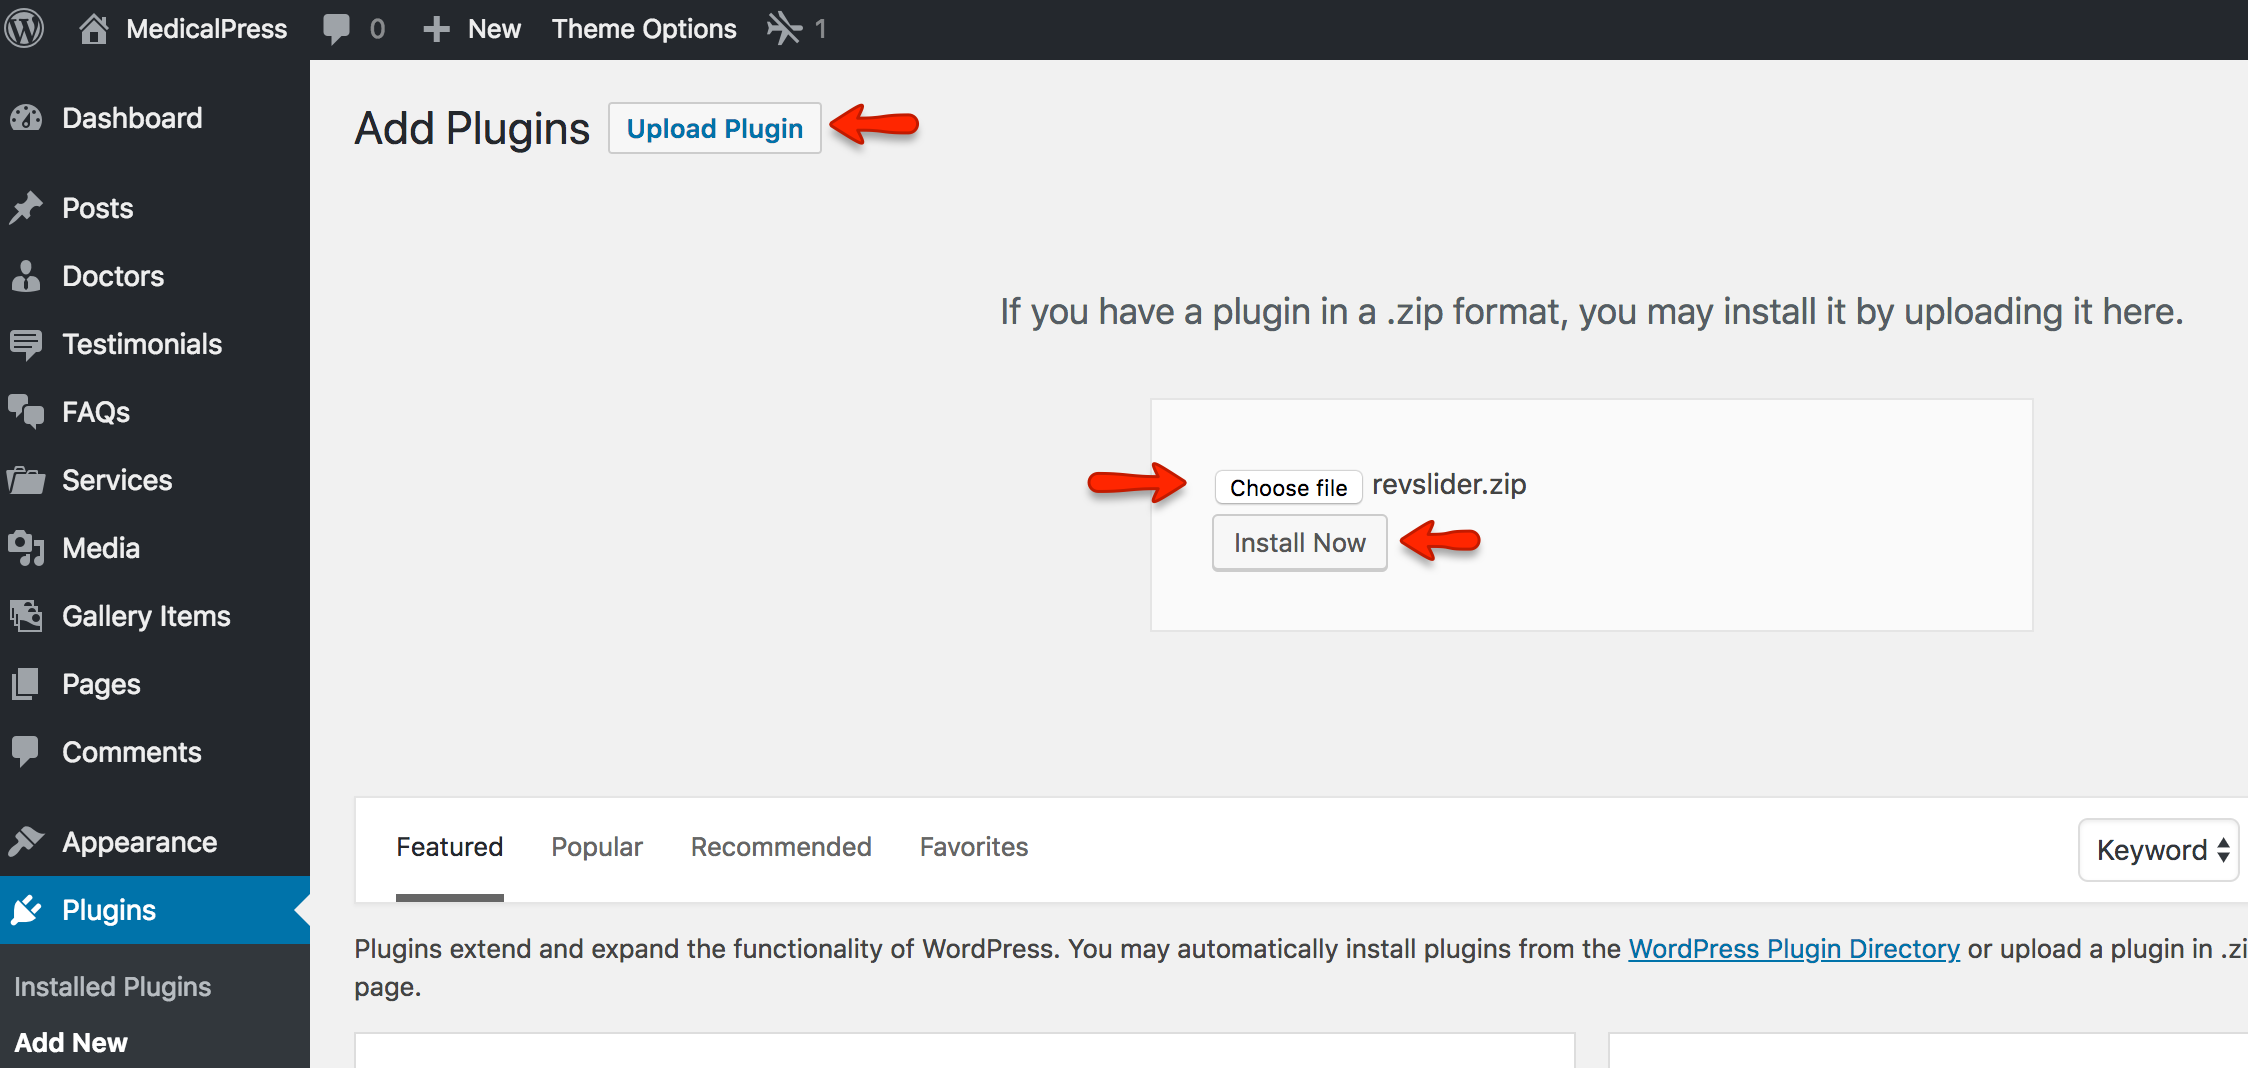 MedicalPress 0 New Theme Options 1
Dashboard
Posts
Doctors
Testimonials
FAQs
Services
Media
Gallery Items
Pages
Comments
Appearance
Plugins
Installed Plugins
Add New
Add Plugins Upload Plugin
If you have a plugin in a .zip format, you may install it by uploading it here.
Choose file revslider.zip
Install Now
Featured Popular Recommended Favorites Keyword
Plugins extend and expand the functionality of WordPress. You may automatically install plugins from the WordPress Plugin Directory or upload a plugin in .zi
page.